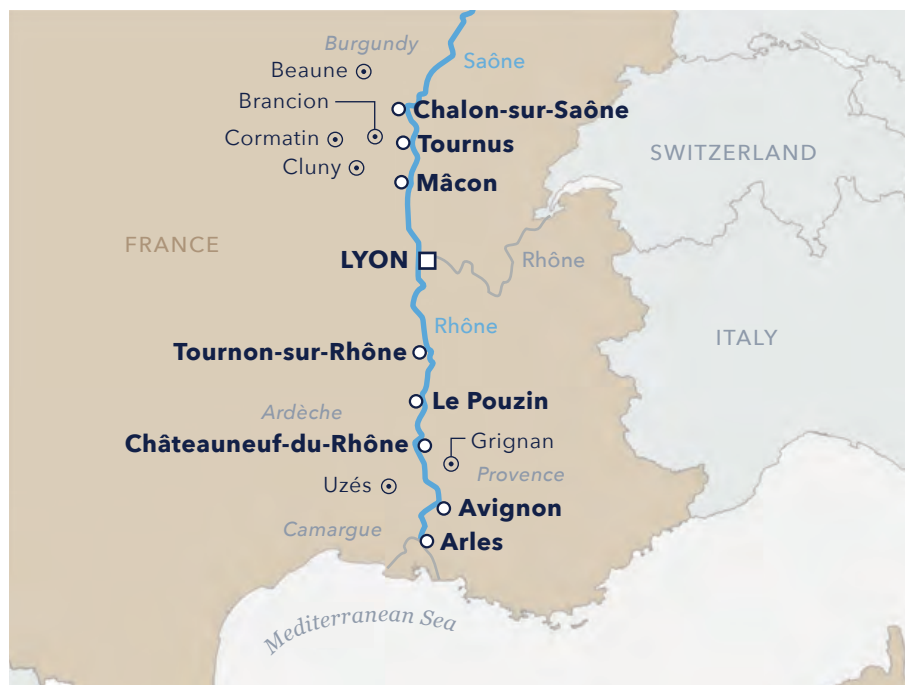 Burgundy
Saône
Beaune
Brancion
Chalon-sur-Saône
Cormatin
Tournus
SWITZERLAND
Cluny
Mâcon
FRANCE
LYON
Rhône
Rhône
ITALY
Tournon-sur-Rhône
Le Pouzin
Ardèche
Châteauneuf-du-Rhône
Grignan
Provence
Uzés
Avignon
Camargue
Arles
Mediterranean Sea